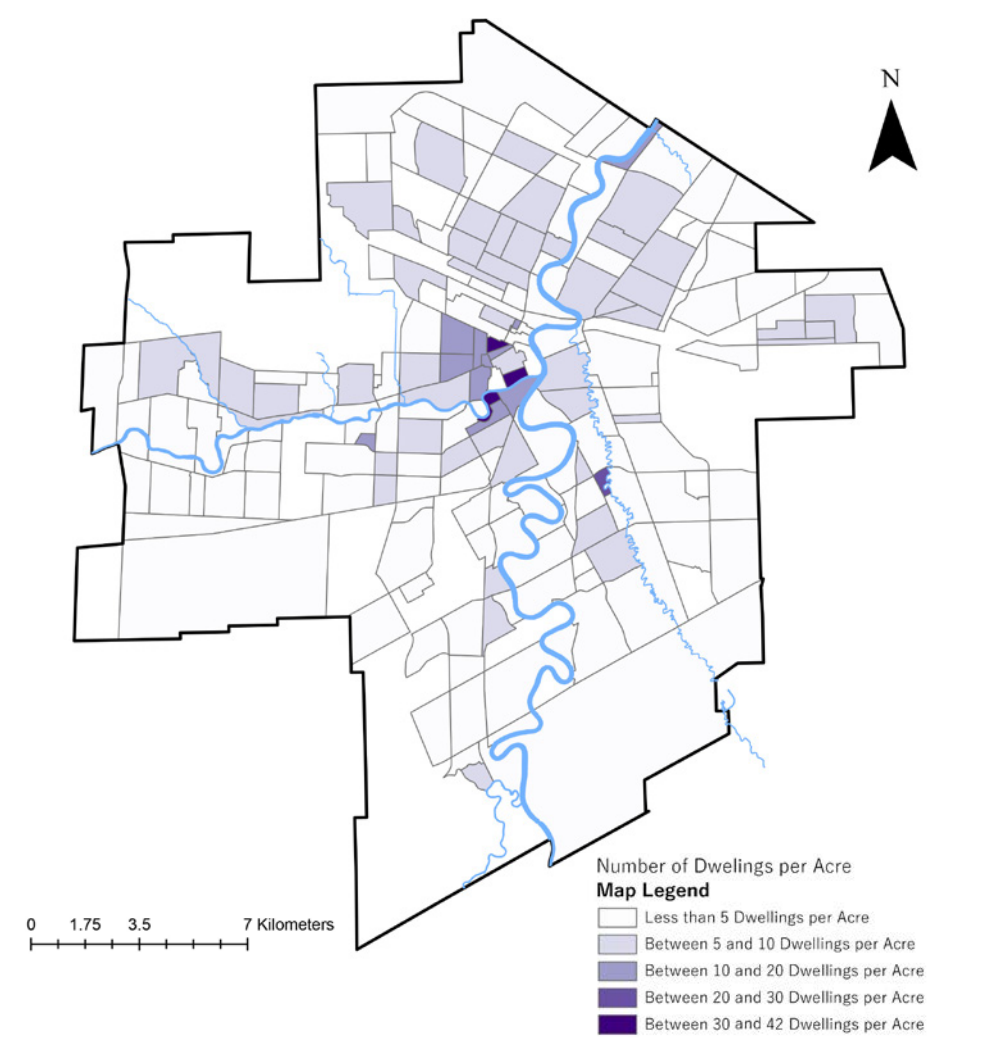 N
Number of Dwelings per Acre
Map Legend
Less than 5 Dwellings per Acre
Between 5 and 10 Dwellings per Acre
Between 10 and 20 Dwellings per Acre
Between 20 and 30 Dwellings per Acre
Between 30 and 42 Dwellings per Acre
0 1.75 3.5 7 Kilometers